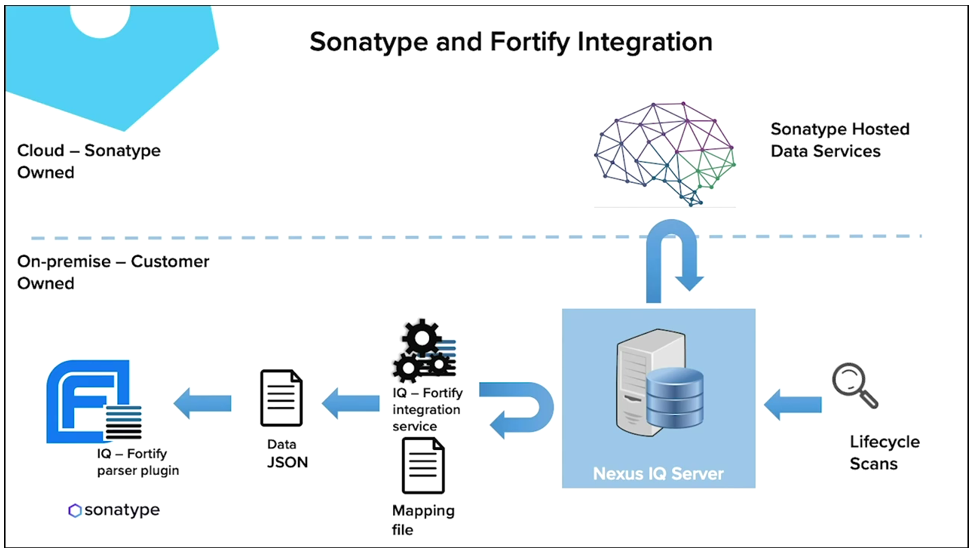 Sonatype and Fortify Integration
Cloud – Sonatype
Owned
Sonatype Hosted
Data Services
On-premise – Customer
Owned
IQ – Fortify
integration
service
Mapping
file
Data
JSON
IQ – Fortify
parser plugin
Nexus IQ Server
Lifecycle
Scans
sonatype